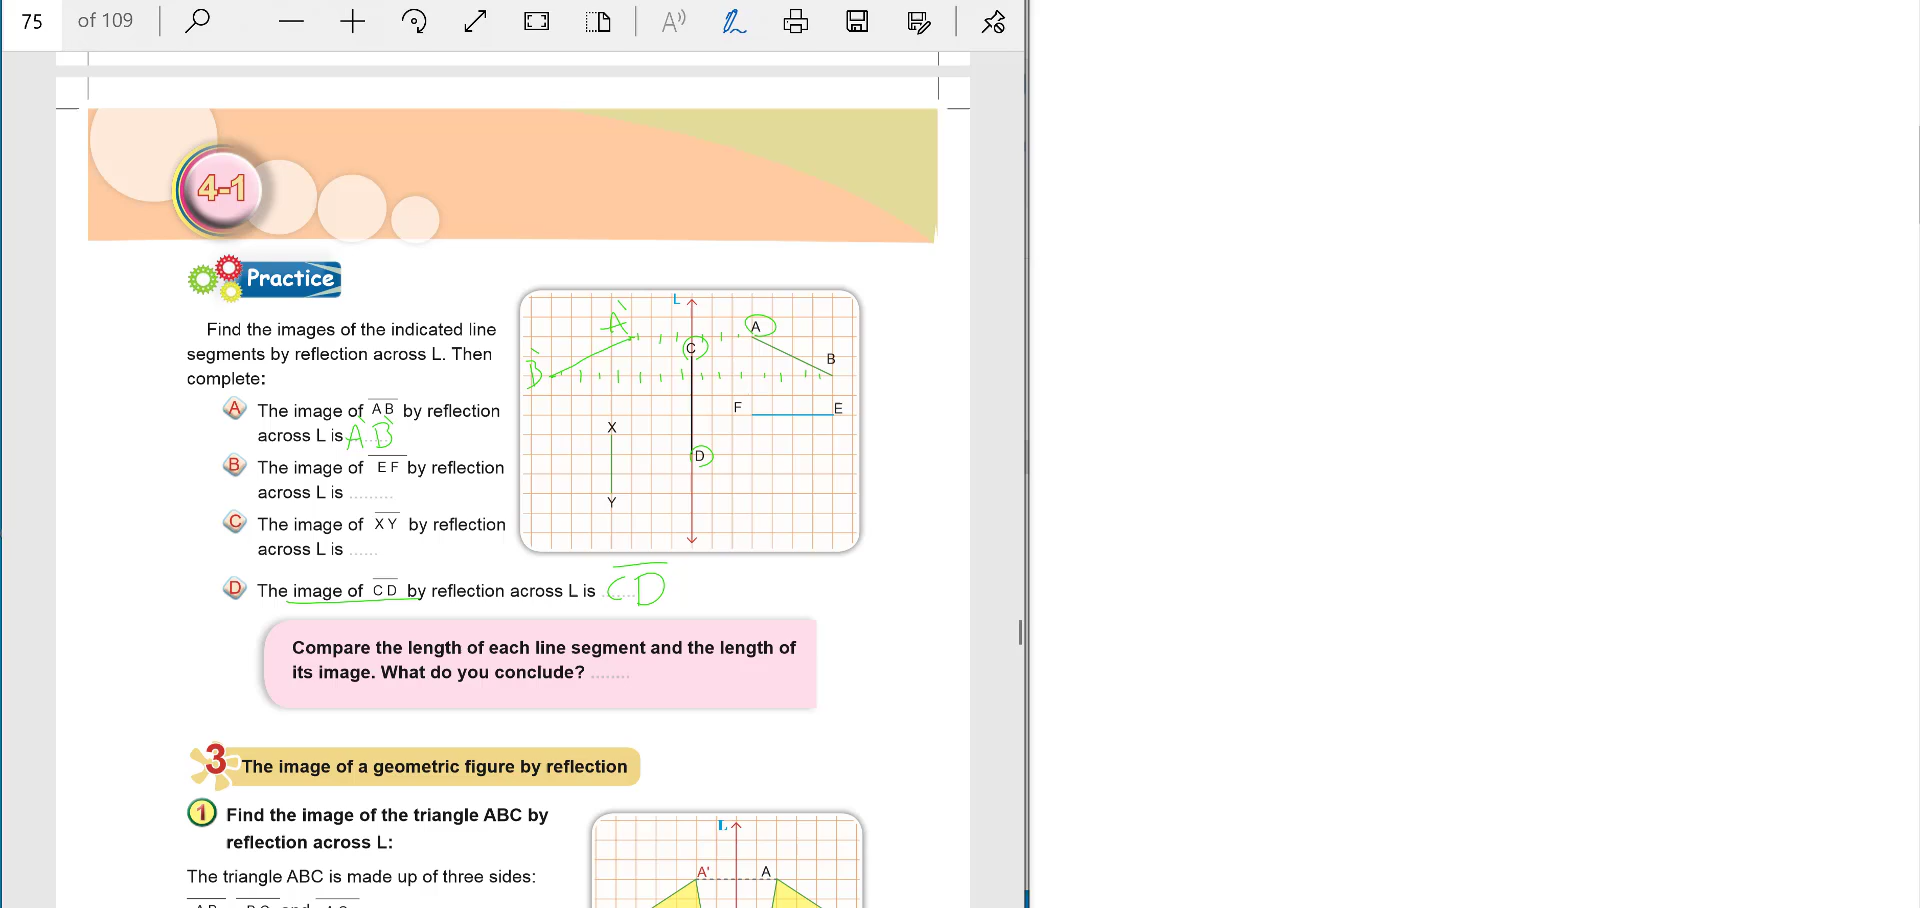 75 of 109
4-1
Practice
Find the images of the indicated line
segments by reflection across L. Then
complete:
A The image of AB by reflection
across L is A`B`
B The image of EF by reflection
across L is .........
C The image of XY by reflection
across L is ......
D The image of CD by reflection across L is CD
L
A`
A
C
B`
B
F
E
X
D
Y
Compare the length of each line segment and the length of
its image. What do you conclude? ........
3 The image of a geometric figure by reflection
1 Find the image of the triangle ABC by
reflection across L:
The triangle ABC is made up of three sides:
L
A'
A